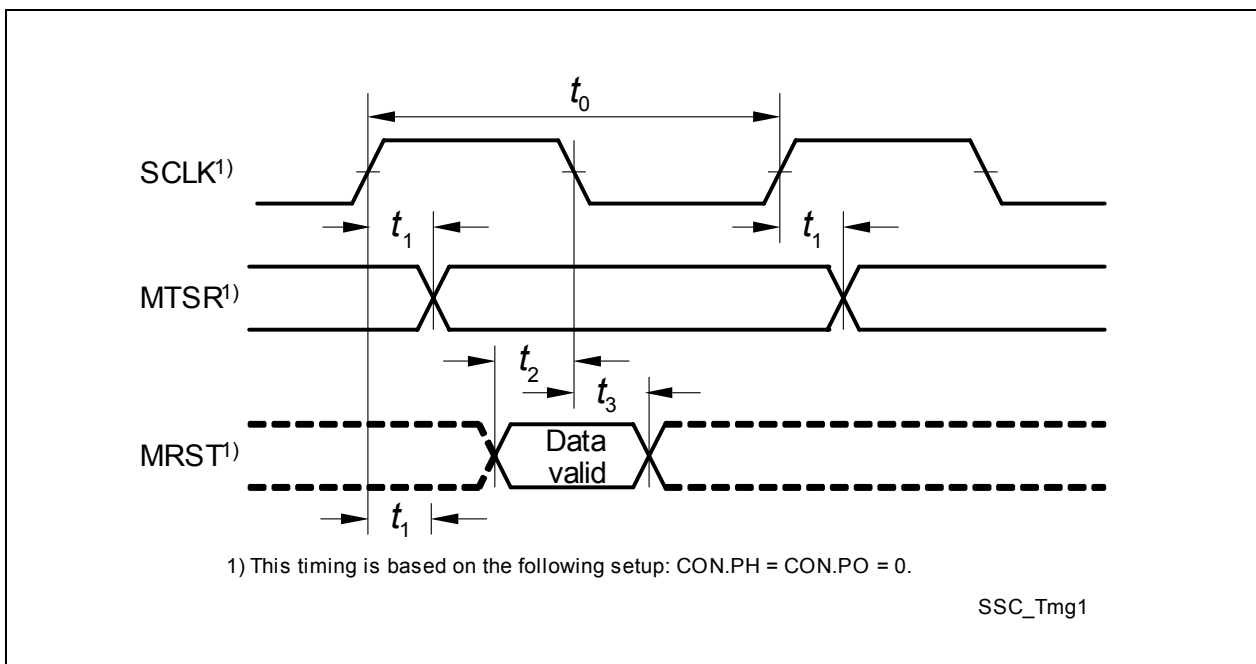 t0
SCLK1)
t1 t1
MTSR1)
t2
t3
MRST1) Data
valid
t1
1) This timing is based on the following setup: CON.PH = CON.PO = 0.
SSC_Tmg1